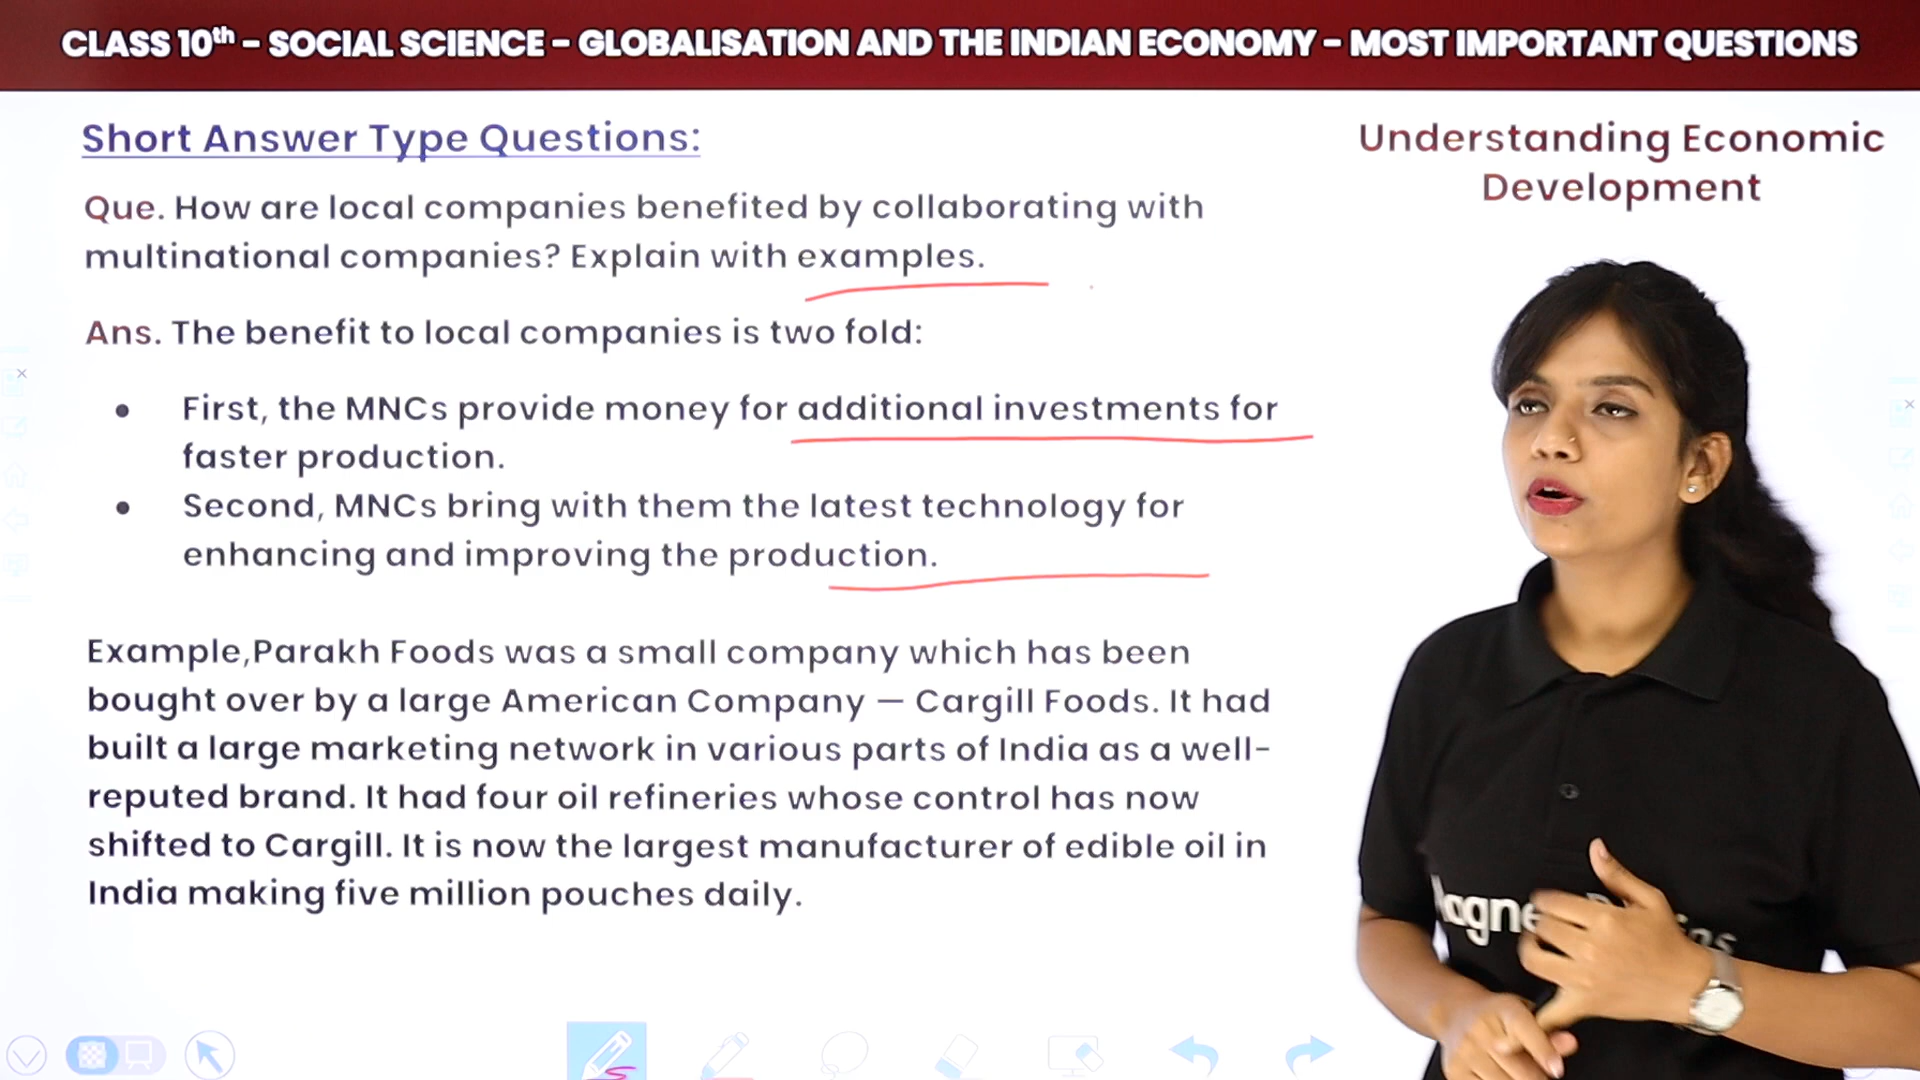 CLASS 10th – SOCIAL SCIENCE – GLOBALISATION AND THE INDIAN ECONOMY – MOST IMPORTANT QUESTIONS
Short Answer Type Questions:
Understanding Economic
Development
Que. How are local companies benefited by collaborating with
multinational companies? Explain with examples.
Ans. The benefit to local companies is two fold:
• First, the MNCs provide money for additional investments for
faster production.
• Second, MNCs bring with them the latest technology for
enhancing and improving the production.
Example,Parakh Foods was a small company which has been
bought over by a large American Company — Cargill Foods. It had
built a large marketing network in various parts of India as a well-
reputed brand. It had four oil refineries whose control has now
shifted to Cargill. It is now the largest manufacturer of edible oil in
India making five million pouches daily.